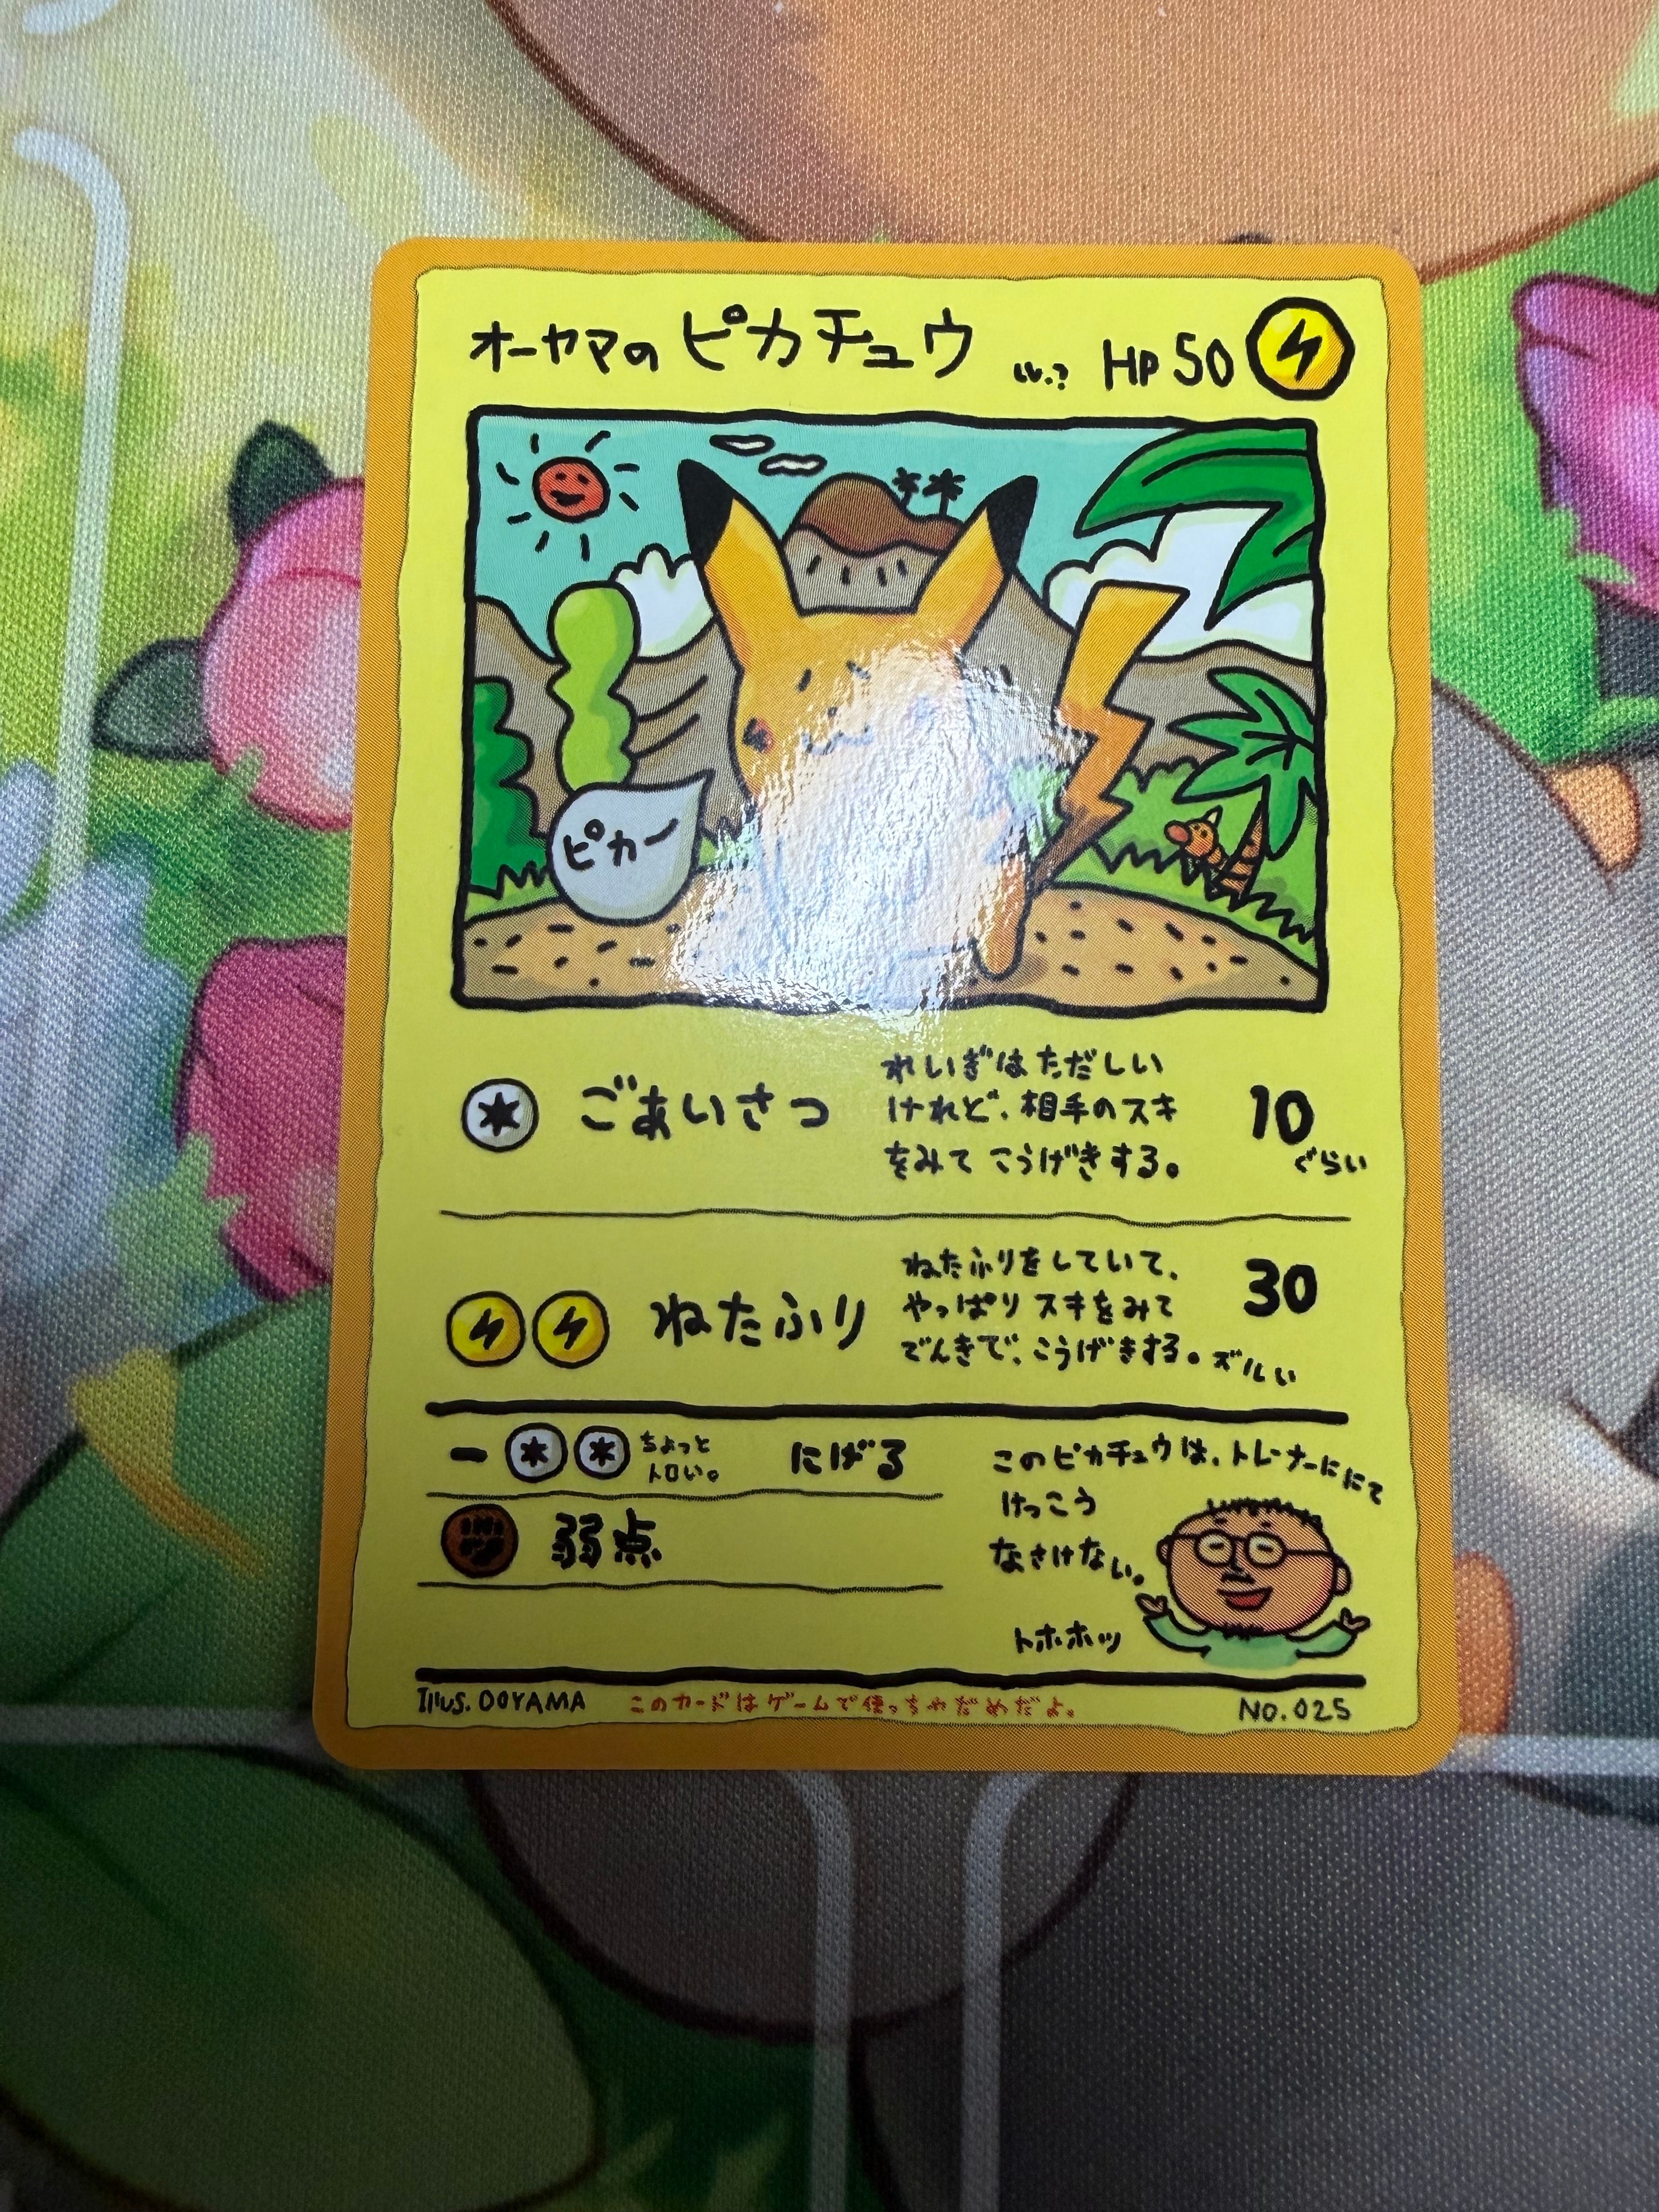 オーヤマの ピカチュウ LV.? HP 50
ピカー
ごあいさつ
れいぎは ただしい
けれど、相手のスキ
をみて こうげきする。
10
ぐらい
ねたふり
ねたふりをしていて、
やっぱり スキをみて
でんきで、こうげきする。ズルい
30
ー
ちょっと
トロい。
にげる
弱点
このピカチュウは、トレーナーににて
けっこう
なさけない。
トホホッ
Illus. OOYAMA このカードはゲームで使っちゃだめだよ。 NO.025